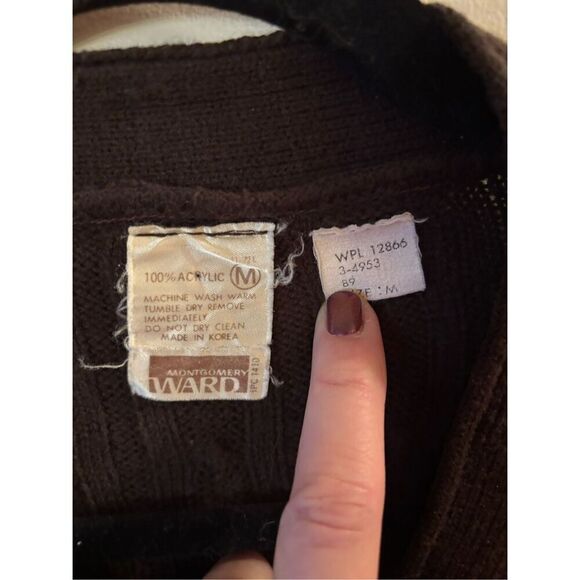 100% ACRYLIC M
MACHINE WASH WARM
TUMBLE DRY REMOVE
IMMEDIATELY
DO NOT DRY CLEAN
MADE IN KOREA
MONTGOMERY
WARD
WPL 12866
3-4953
89
SIZE : M